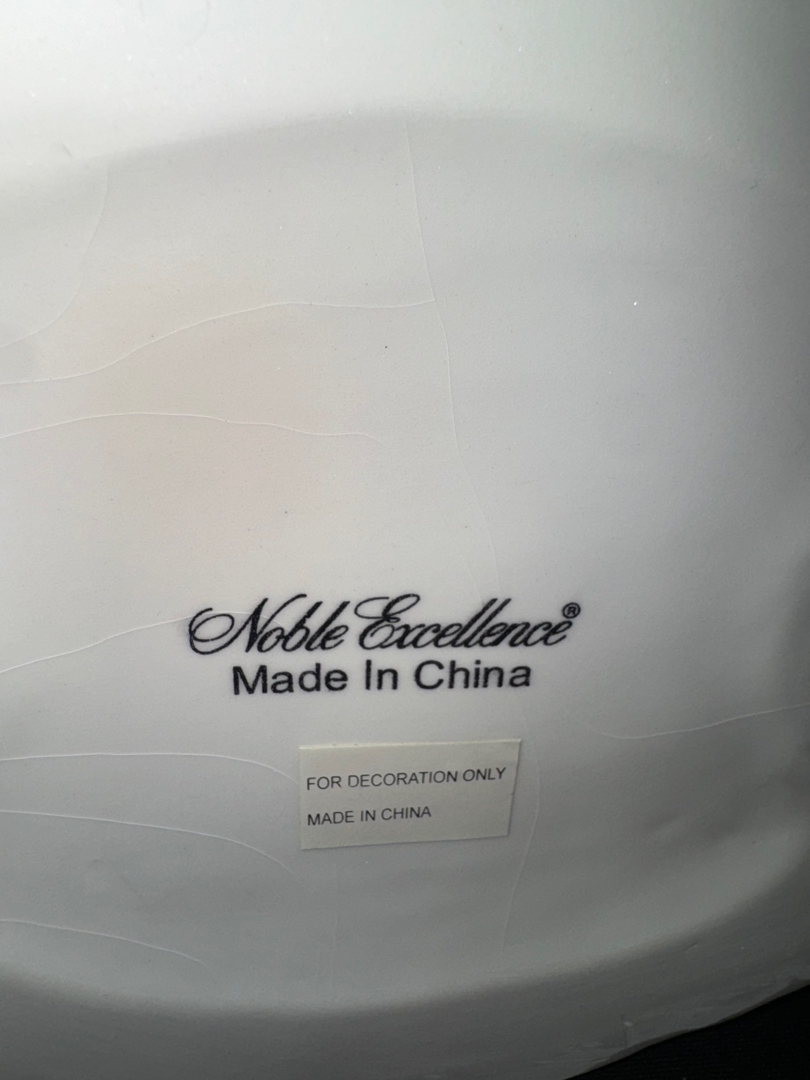 Noble Excellence®
Made In China
FOR DECORATION ONLY
MADE IN CHINA